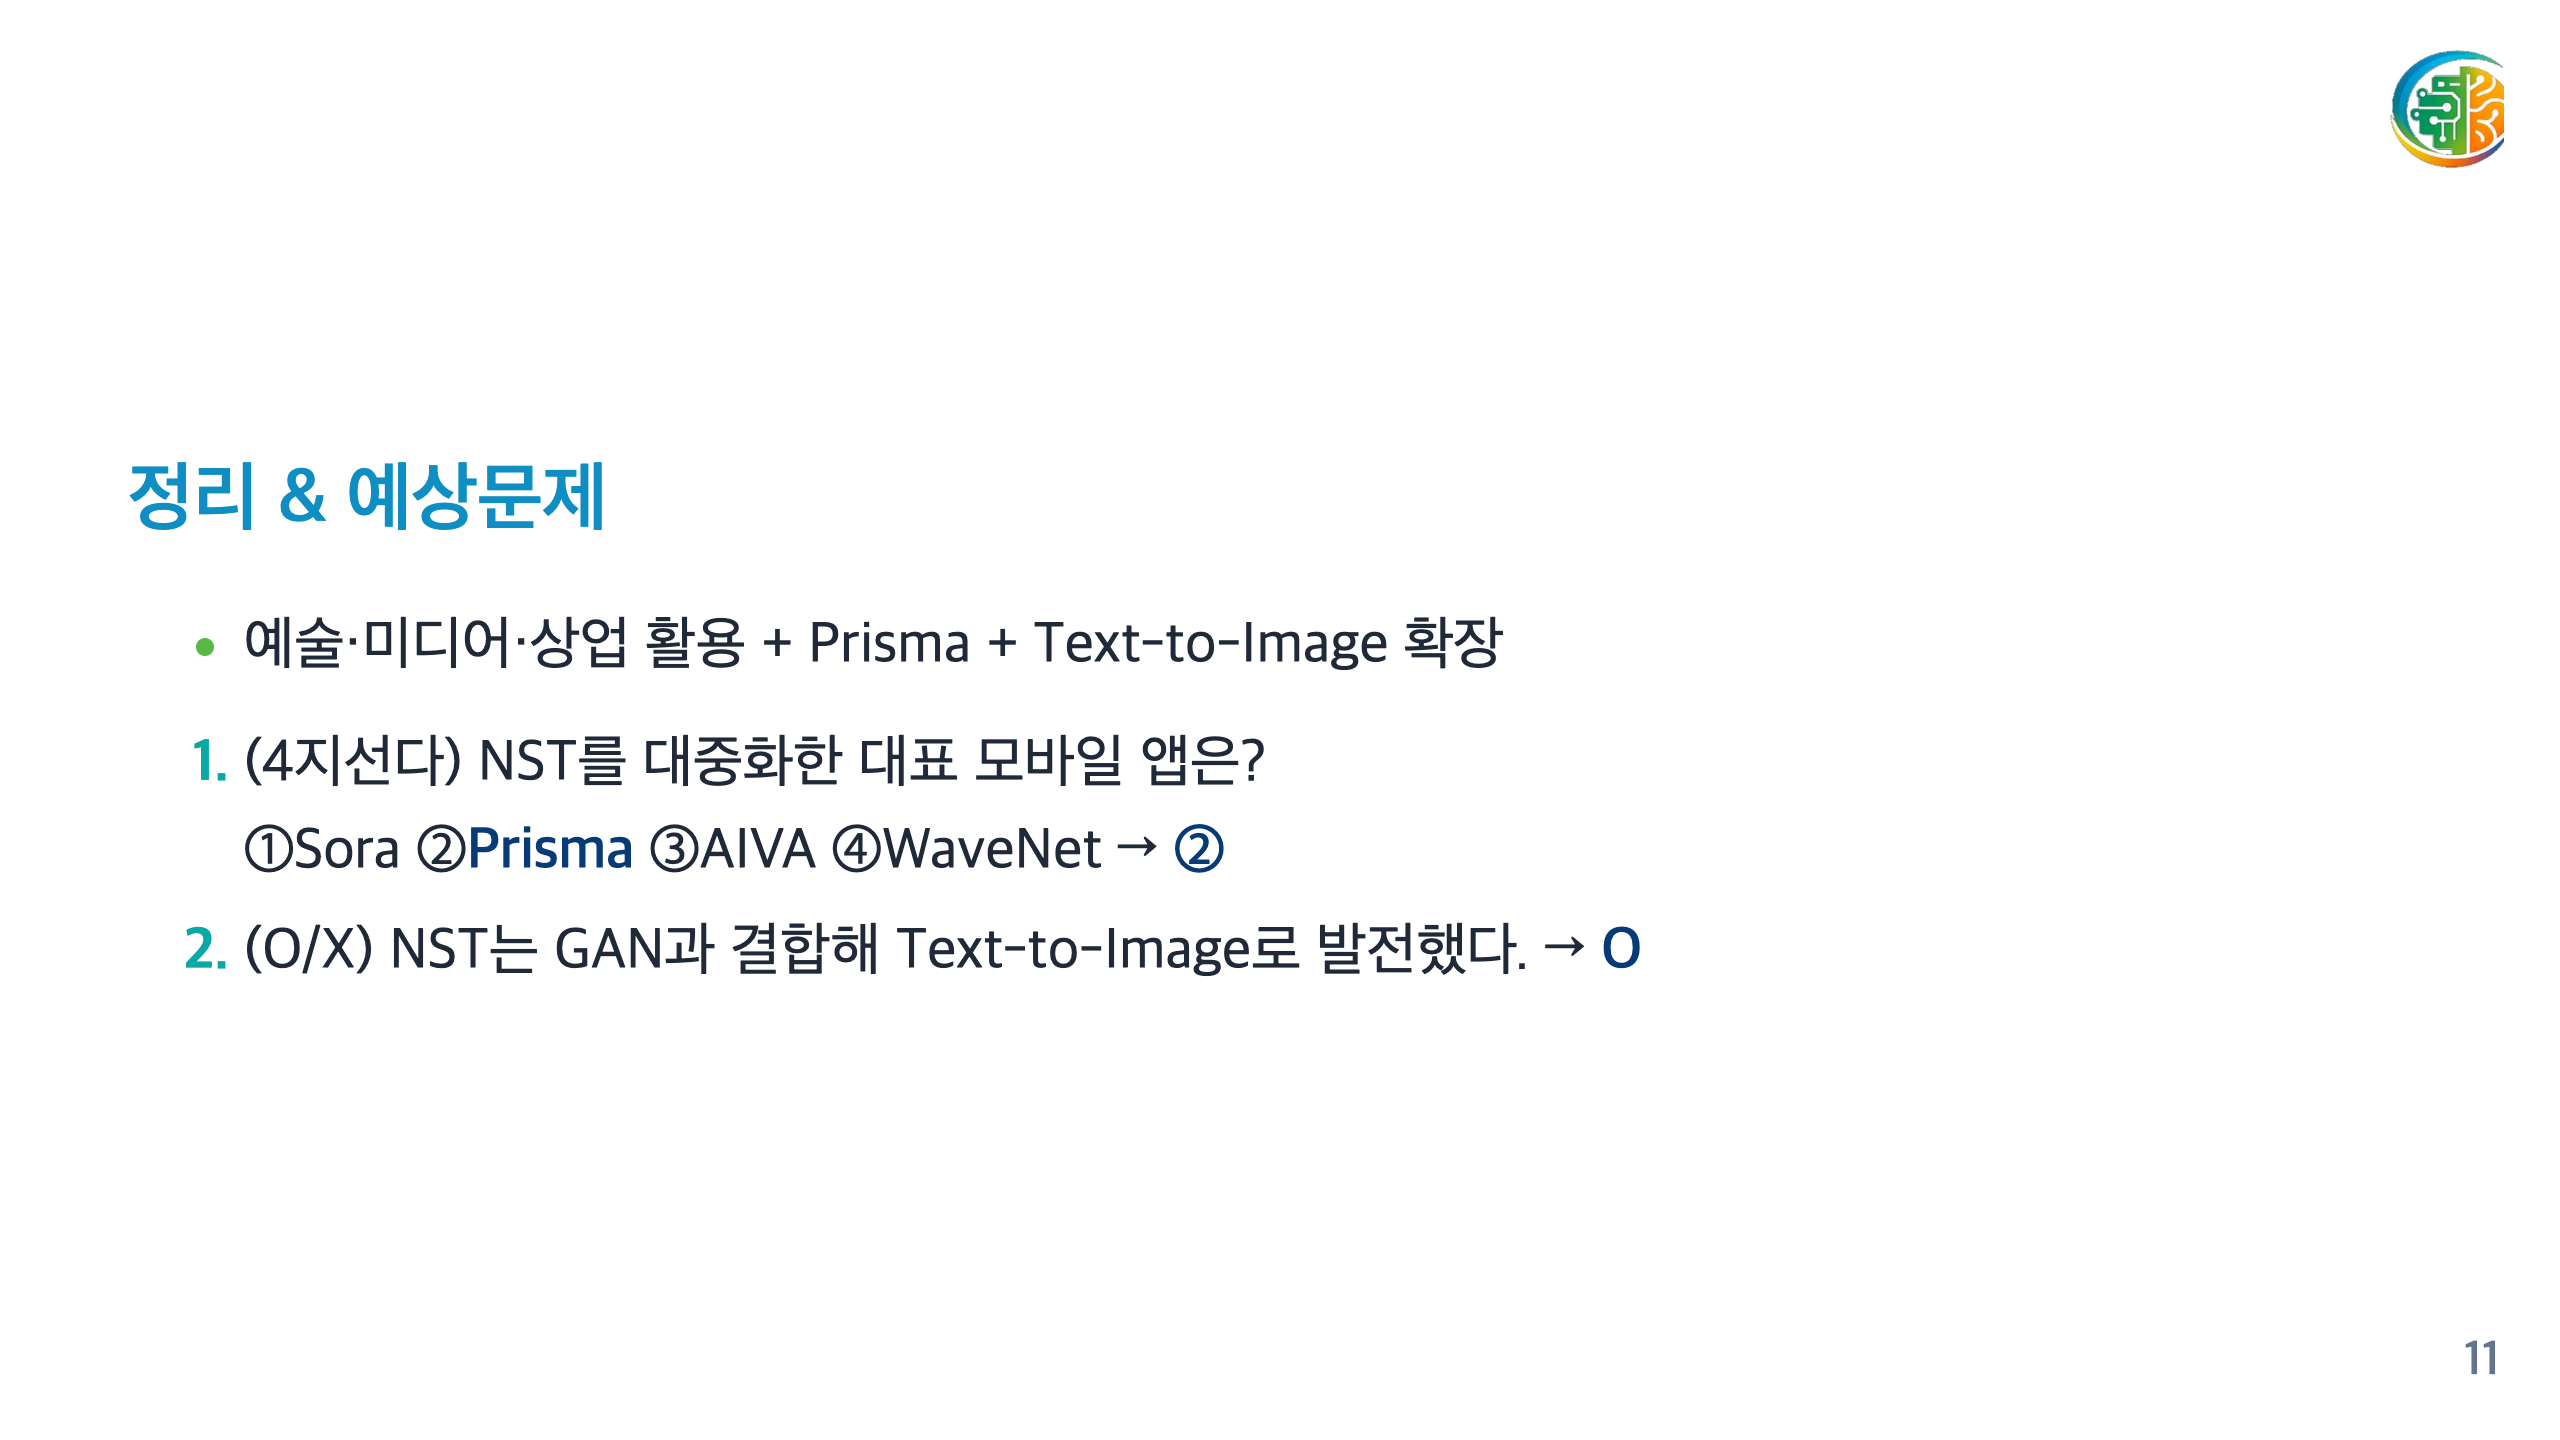 정리 & 예상문제
• 예술·미디어·상업 활용 + Prisma + Text-to-Image 확장
1. (4지선다) NST를 대중화한 대표 모바일 앱은?
①Sora ②Prisma ③AIVA ④WaveNet → ②
2. (O/X) NST는 GAN과 결합해 Text-to-Image로 발전했다. → O
11